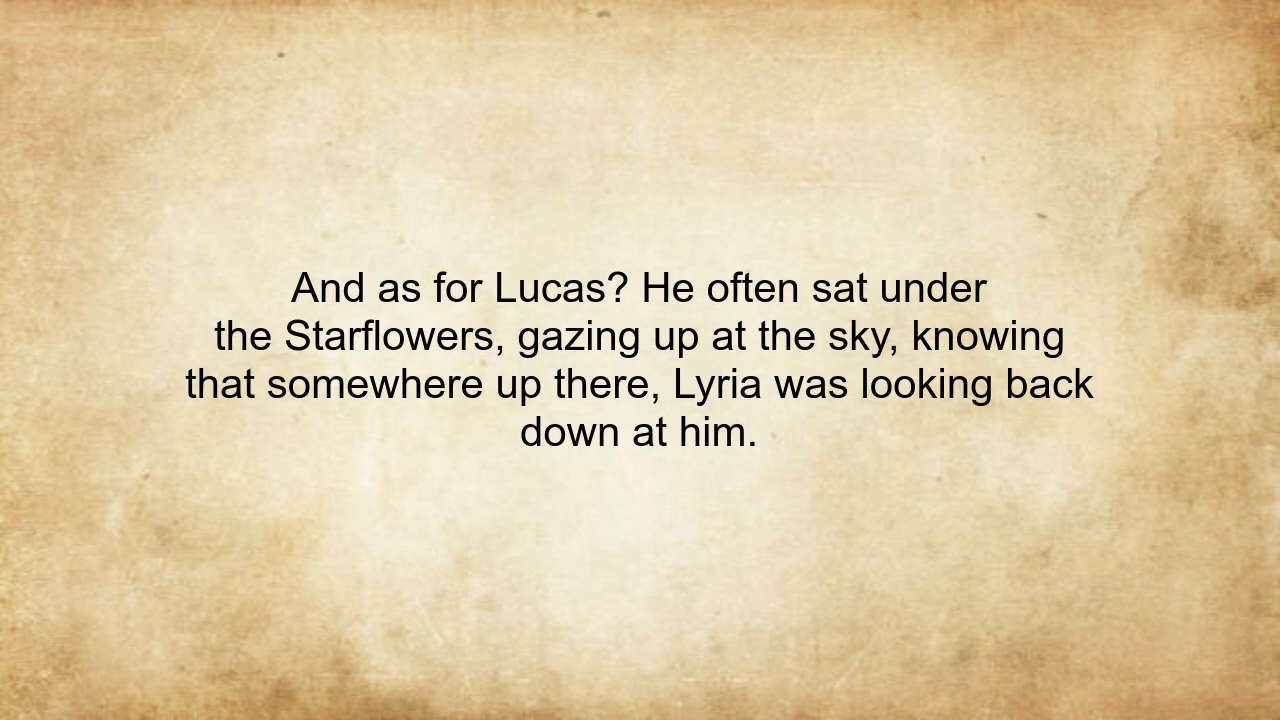 And as for Lucas? He often sat under
the Starflowers, gazing up at the sky, knowing
that somewhere up there, Lyria was looking back
down at him.